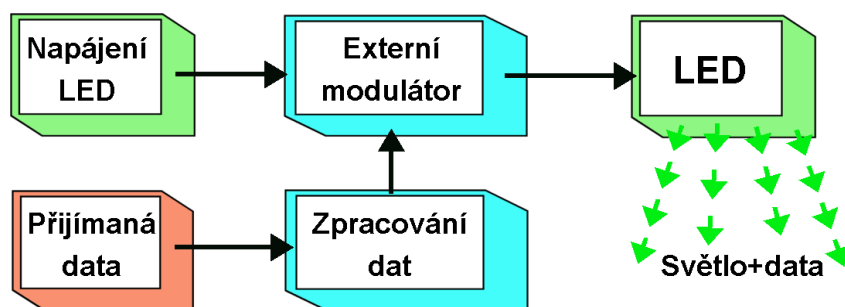 Napájení
LED
Externí
modulátor
LED
Přijímaná
data
Zpracování
dat
Světlo+data